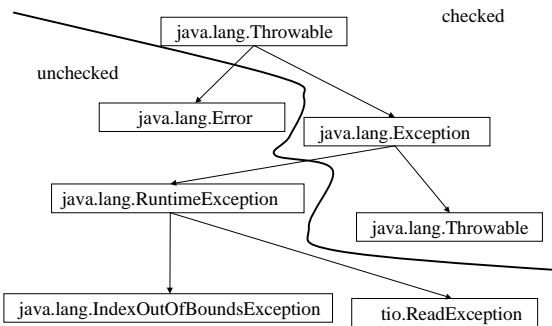 checked
java.lang.Throwable
unchecked
java.lang.Error
java.lang.Exception
java.lang.RuntimeException
java.lang.Throwable
java.lang.IndexOutOfBoundsException
tio.ReadException